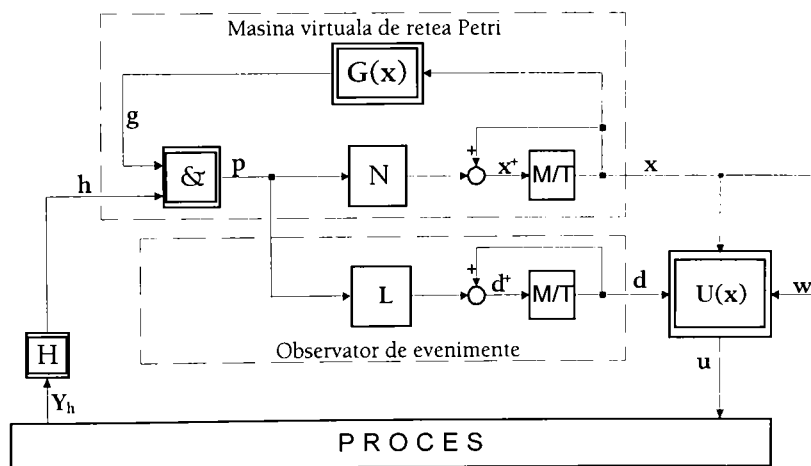 Masina virtuala de retea Petri
G(x)
g
h
&
p
N
+
x+
M/T
x
L
+
d+
M/T
d
U(x)
w
Observator de evenimente
H
u
Yh
PROCES